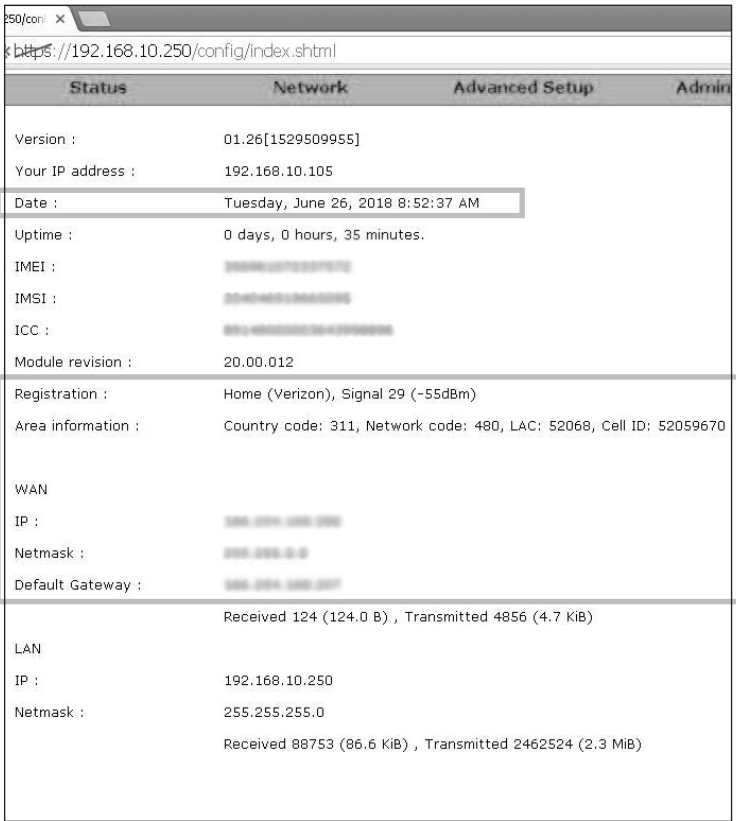 250/con
https://192.168.10.250/config/index.shtml
Status Network Advanced Setup Admin
Version : 01.26[1529509955]
Your IP address : 192.168.10.105
Date : Tuesday, June 26, 2018 8:52:37 AM
Uptime : 0 days, 0 hours, 35 minutes.
IMEI :
IMSI :
ICC :
Module revision : 20.00.012
Registration : Home (Verizon), Signal 29 (-55dBm)
Area information : Country code: 311, Network code: 480, LAC: 52068, Cell ID: 52059670
WAN
IP :
Netmask :
Default Gateway :
Received 124 (124.0 B) , Transmitted 4856 (4.7 KiB)
LAN
IP : 192.168.10.250
Netmask : 255.255.255.0
Received 88753 (86.6 KiB) , Transmitted 2462524 (2.3 MiB)